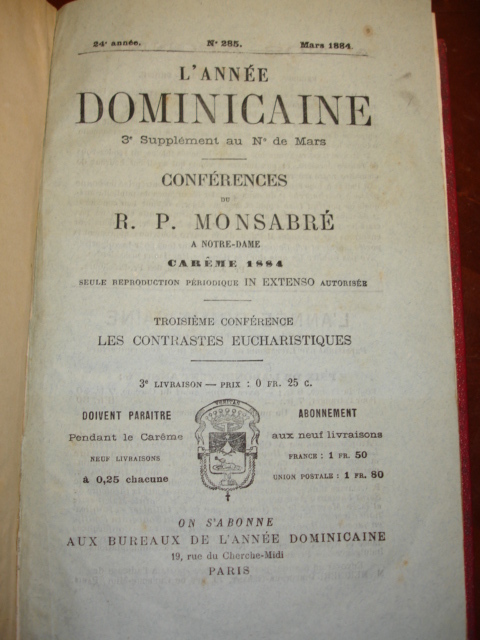 24e année. No 285. Mars 1884.
L'ANNÉE
DOMINICAINE
3e Supplément au No de Mars
CONFÉRENCES
DU
R. P. MONSABRÉ
A NOTRE-DAME
CARÊME 1884
SEULE REPRODUCTION PÉRIODIQUE IN EXTENSO AUTORISÉE
TROISIÈME CONFÉRENCE
LES CONTRASTES EUCHARISTIQUES
3e LIVRAISON — PRIX : 0 FR. 25 C.
DOIVENT PARAITRE
Pendant le Carême
NEUF LIVRAISONS
à 0,25 chacune
VERITAS
ABONNEMENT
aux neuf livraisons
FRANCE : 1 FR. 50
UNION POSTALE : 1 FR. 80
ON S'ABONNE
AUX BUREAUX DE L'ANNÉE DOMINICAINE
19, rue du Cherche-Midi
PARIS